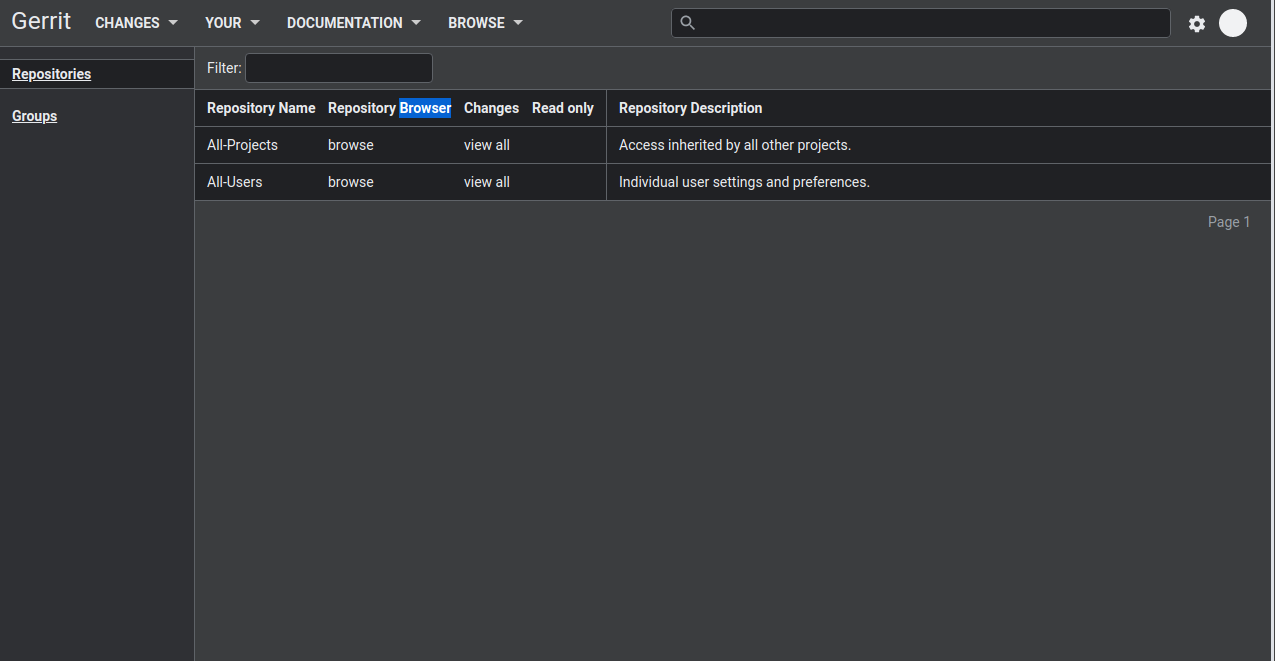 Gerrit CHANGES YOUR DOCUMENTATION BROWSE
Repositories
Groups
Filter:
Repository Name Repository Browser Changes Read only Repository Description
All-Projects browse view all Access inherited by all other projects.
All-Users browse view all Individual user settings and preferences.
Page 1